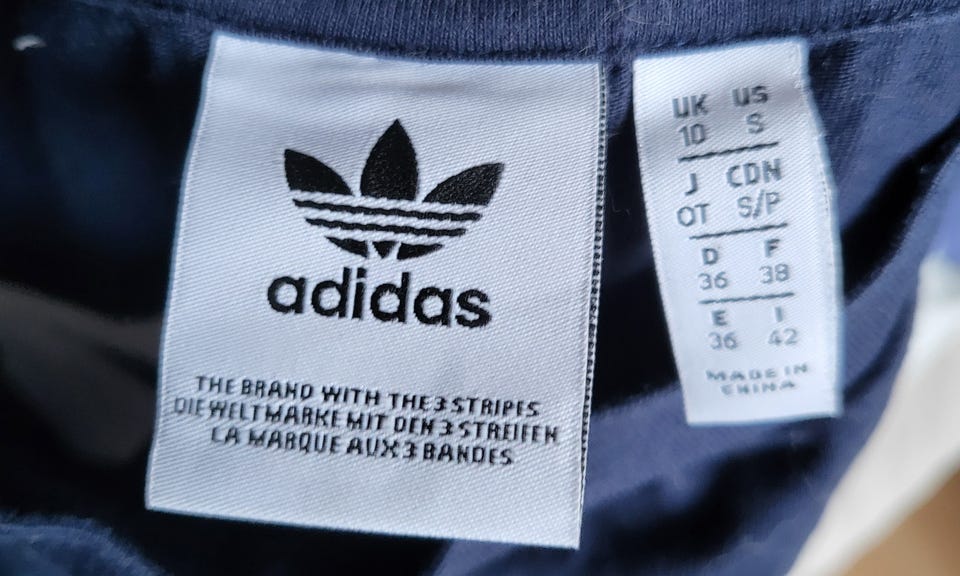 adidas
THE BRAND WITH THE 3 STRIPES
DIE WELTMARKE MIT DEN 3 STREIFEN
LA MARQUE AUX 3 BANDES
UK US
10 S
J CDN
OT S/P
D F
36 38
E I
36 42
MADE IN
CHINA